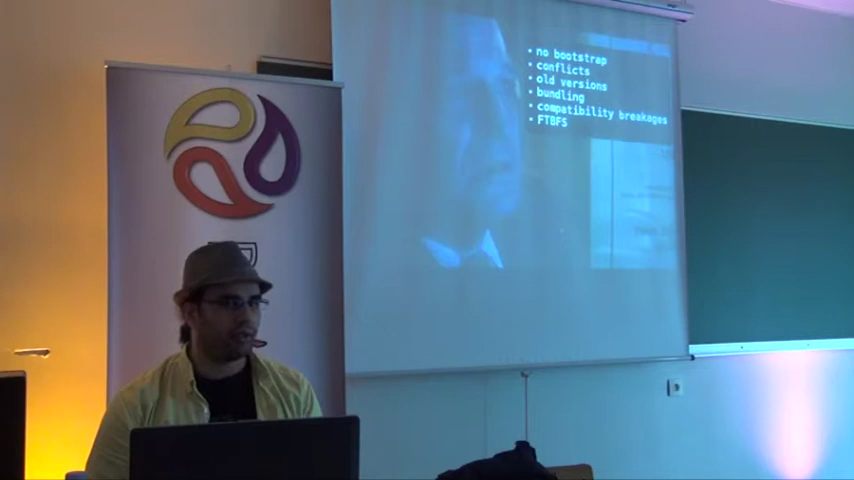 • no bootstrap
• conflicts
• old versions
• bundling
• compatibility breakages
• FTBFS